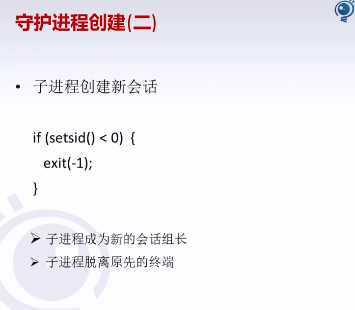 守护进程创建(二)
• 子进程创建新会话
if (setsid() < 0) {
exit(-1);
}
➢ 子进程成为新的会话组长
➢ 子进程脱离原先的终端